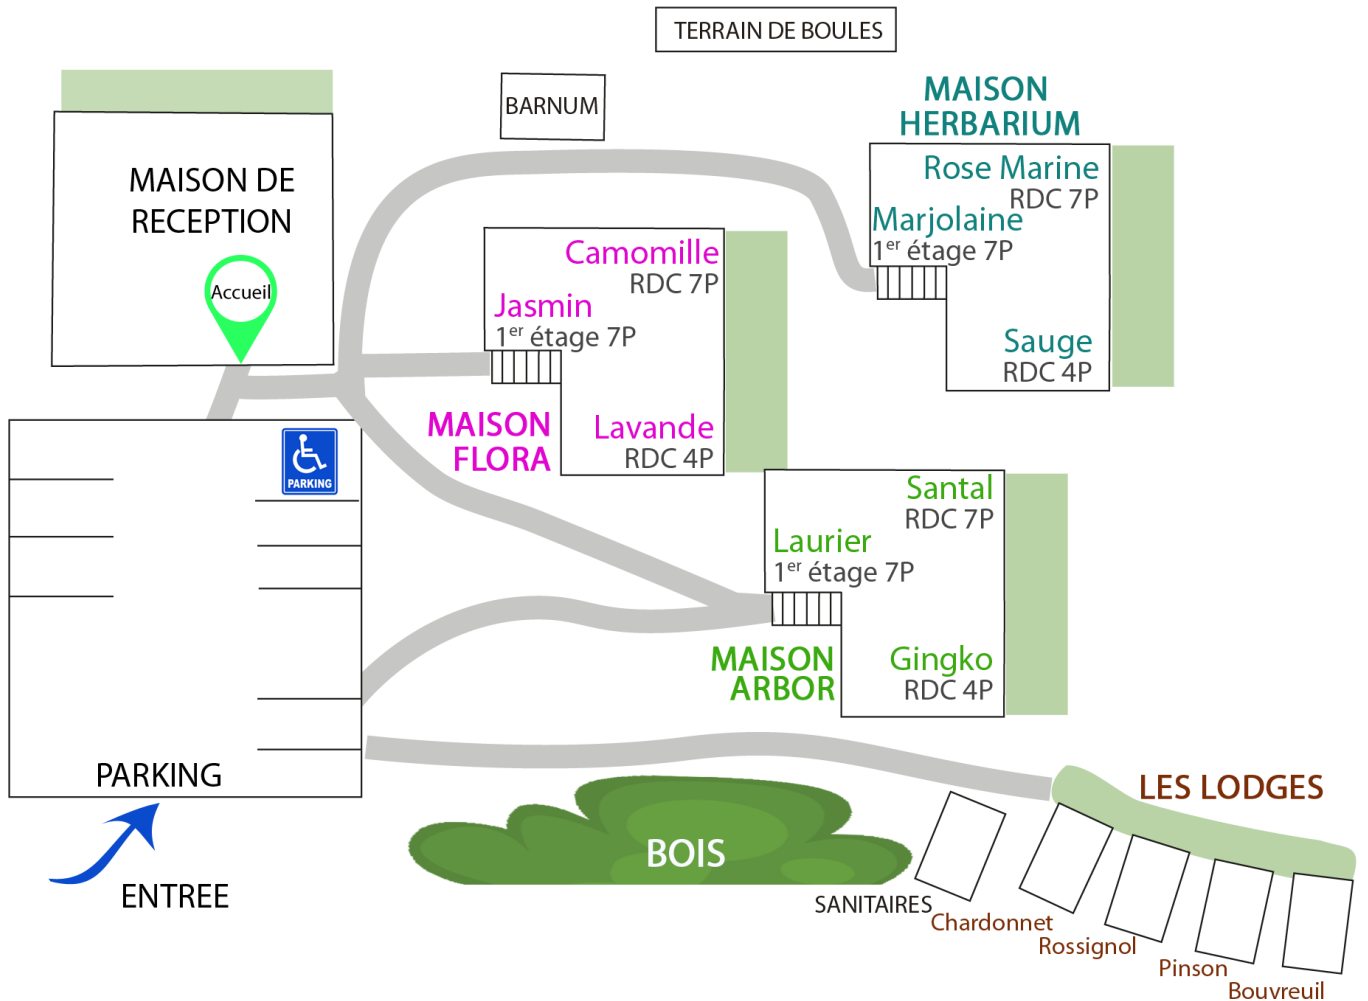 TERRAIN DE BOULES
BARNUM
MAISON
HERBARIUM
Rose Marine
RDC 7P
Marjolaine
1er étage 7P
Sauge
RDC 4P
MAISON DE
RECEPTION
Accueil
Camomille
RDC 7P
Jasmin
1er étage 7P
MAISON
FLORA
Lavande
RDC 4P
PARKING
Santal
RDC 7P
Laurier
1er étage 7P
MAISON
ARBOR
Gingko
RDC 4P
PARKING
ENTREE
BOIS
LES LODGES
SANITAIRES
Chardonnet
Rossignol
Pinson
Bouvreuil